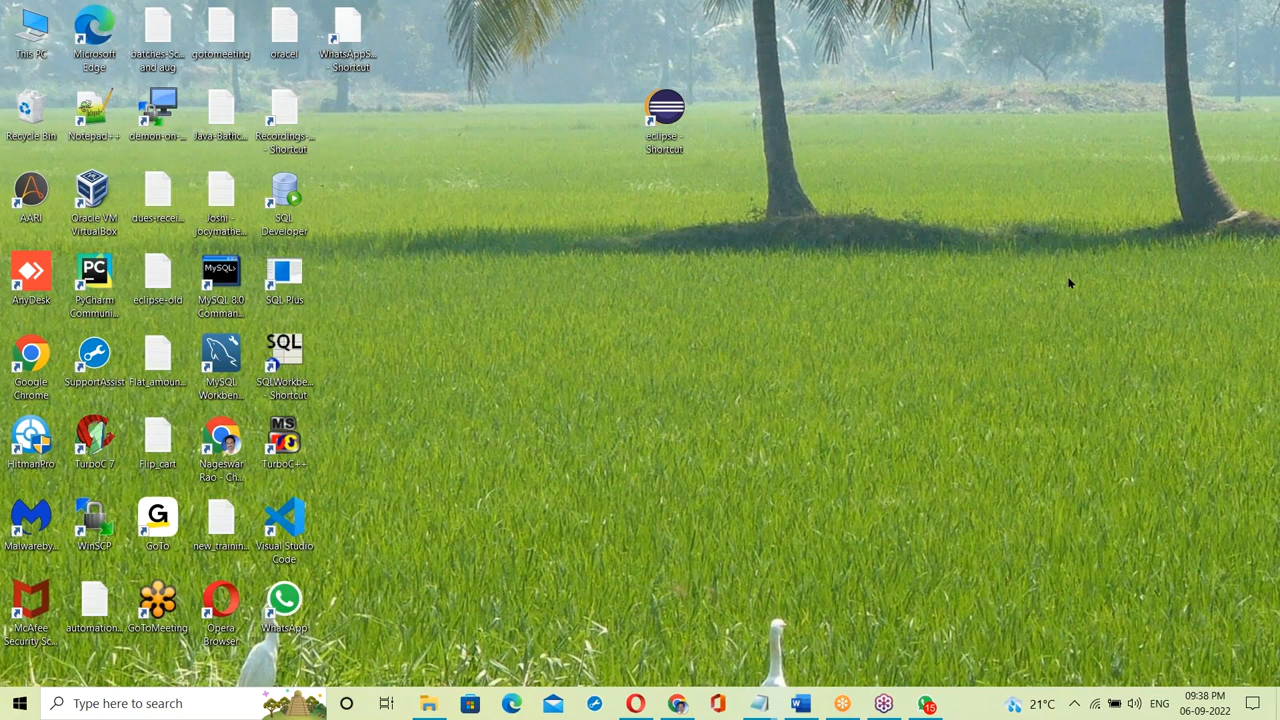 This PC
Microsoft
Edge
batches-Sc...
and aug
gotomeeting
oracel
WhatsAppS...
- Shortcut
Recycle Bin
Notepad++
demon-on-...
Java-Bathc...
Recordings-...
- Shortcut
eclipse -
Shortcut
AARI
Oracle VM
VirtualBox
dues-recei...
Joshi -
jocymathe...
SQL
Developer
AnyDesk
PC
PyCharm
Communi...
eclipse-old
MySQL>
MySQL 8.0
Comman...
SQL Plus
Google
Chrome
SupportAssist
Flat_amoun...
MySQL
Workben...
SQL
SQLWorkbe...
- Shortcut
HitmanPro
TurboC 7
Flip_cart
Nageswar
Rao - Ch...
MS
TurboC++
Malwareby...
WinSCP
G
GoTo
new_trainin...
Visual Studio
Code
McAfee
Security Sc...
automation...
GoToMeeting
Opera
Browser
WhatsApp
Type here to search
15
21°C
ENG
09:38 PM
06-09-2022